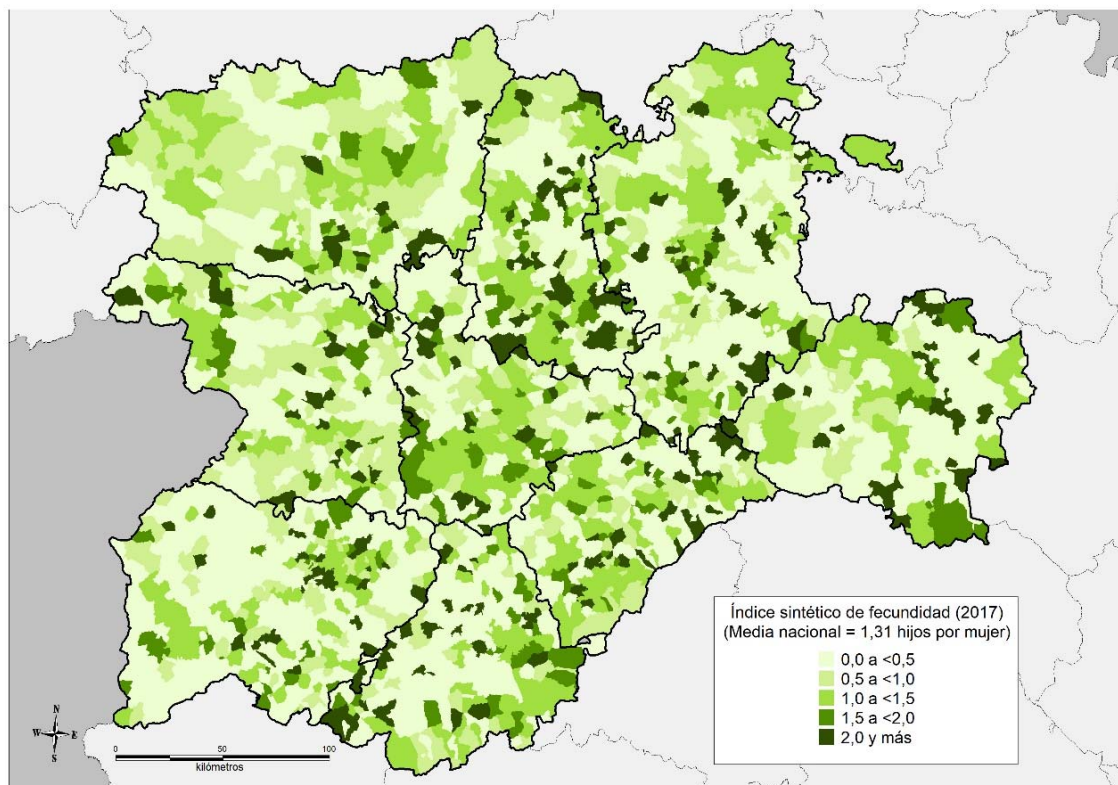 Índice sintético de fecundidad (2017)
(Media nacional = 1,31 hijos por mujer)
0,0 a <0,5
0,5 a <1,0
1,0 a <1,5
1,5 a <2,0
2,0 y más
N
W E
S
0 50 100
kilómetros